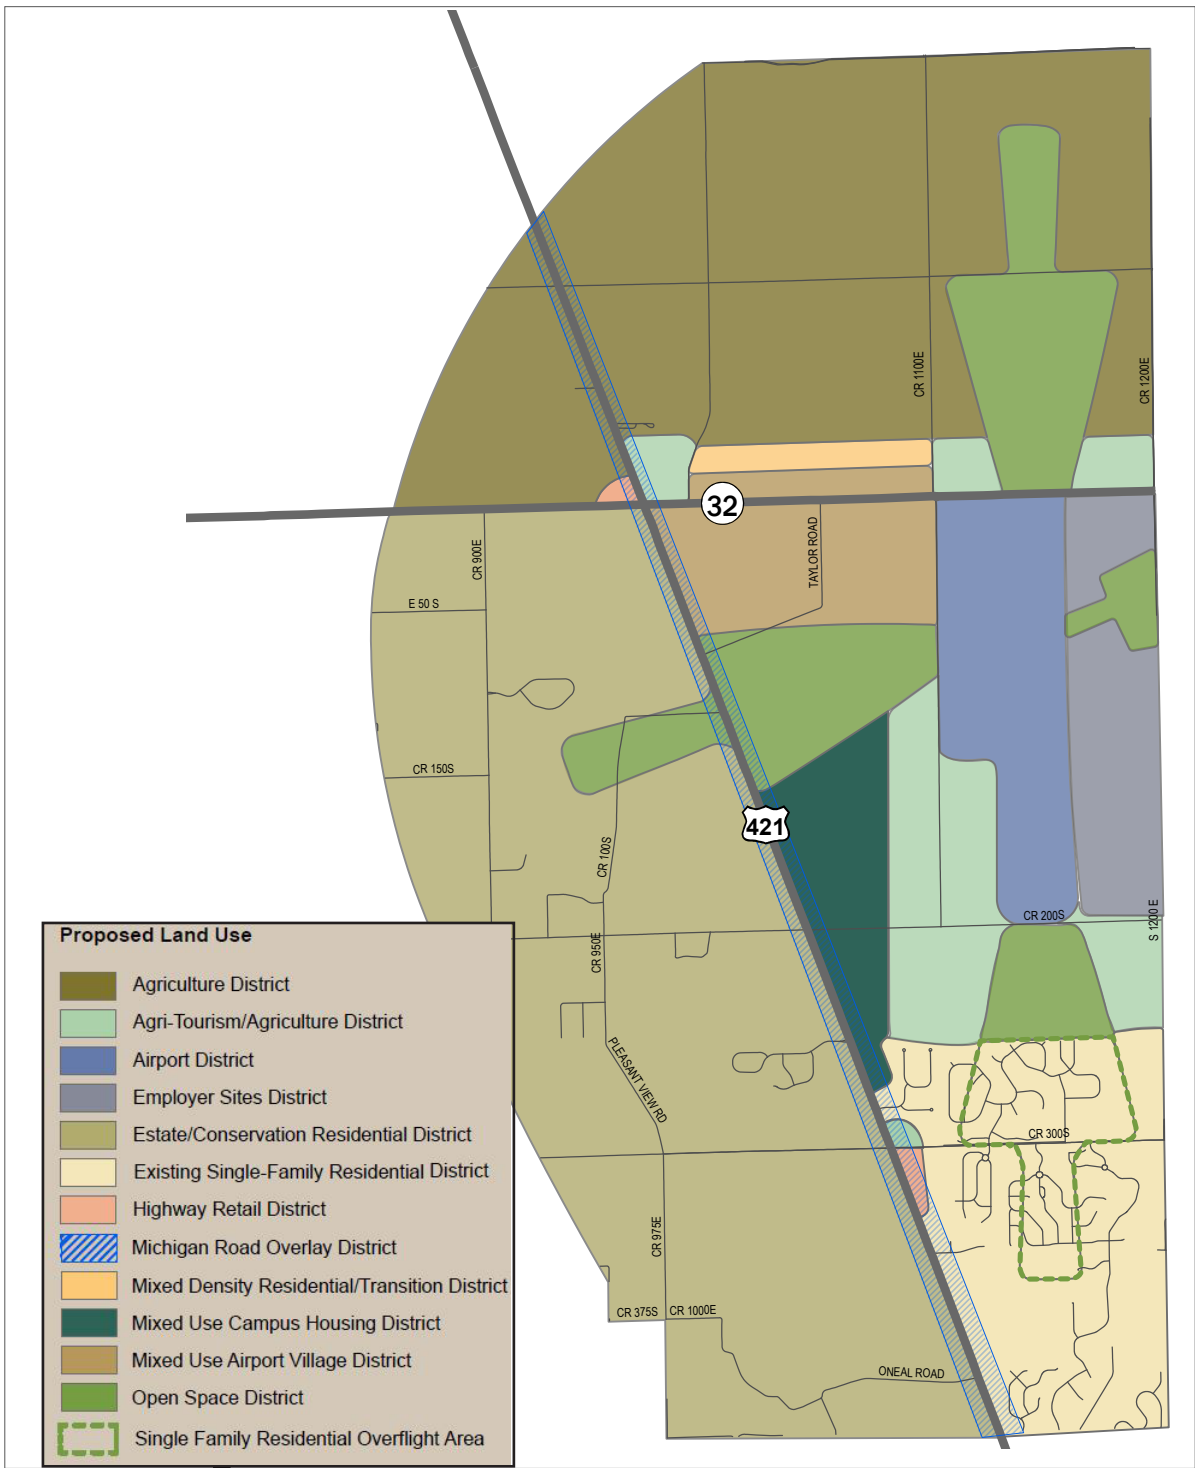 CR 1100E
CR 1200E
32
TAYLOR ROAD
CR 900E
E 50 S
CR 150S
421
CR 100S
CR 200S
S 1200 E
CR 950E
PLEASANT VIEW RD
CR 300S
CR 975E
CR 375S
CR 1000E
ONEAL ROAD
Proposed Land Use
Agriculture District
Agri-Tourism/Agriculture District
Airport District
Employer Sites District
Estate/Conservation Residential District
Existing Single-Family Residential District
Highway Retail District
Michigan Road Overlay District
Mixed Density Residential/Transition District
Mixed Use Campus Housing District
Mixed Use Airport Village District
Open Space District
Single Family Residential Overflight Area